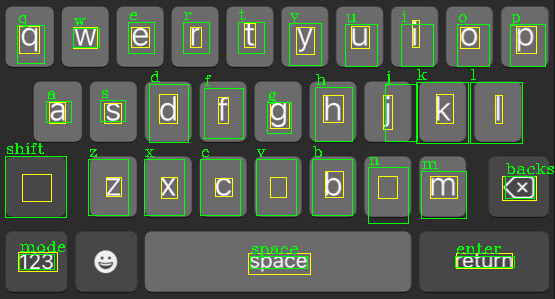 q w e r t y u i o p
q w e r t y u i o p
a s d f g h j k l
a s d f g h j k l
shift z x c v b n m backs
z x c b m
mode space enter
123 space return